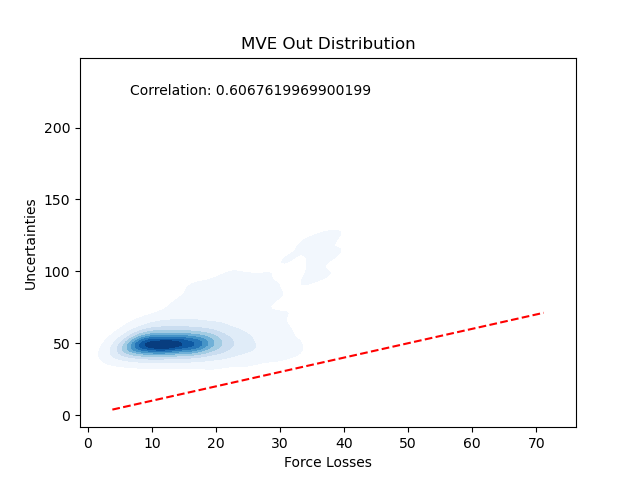 MVE Out Distribution
Correlation: 0.6067619969900199
Uncertainties
200
150
100
50
0
0 10 20 30 40 50 60 70
Force Losses